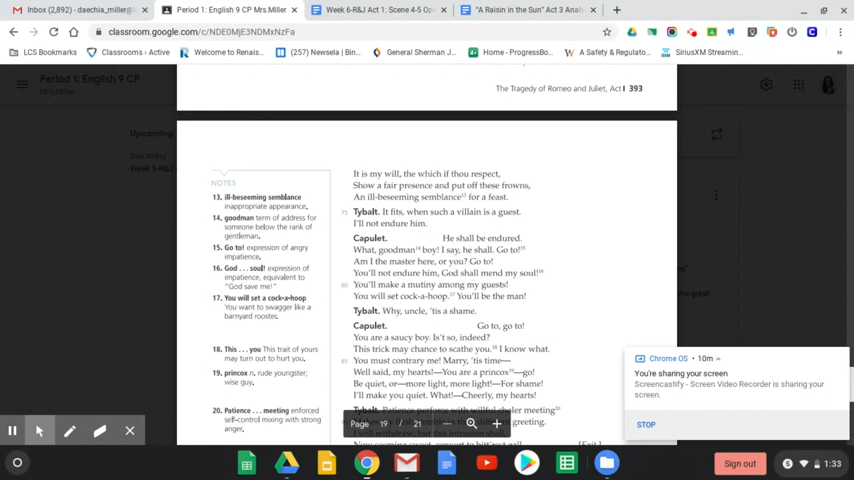 Inbox (2,892) - daechia_miller@
Period 1: English 9 CP Mrs.Mille
Week 6-R&J Act 1: Scene 4-5 Op
"A Raisin in the Sun" Act 3 Anal
classroom.google.com/c/NDE0MjE3NDMxNzFa
LCS Bookmarks
Classrooms › Active
Welcome to Renais...
(257) Newsela | Binc...
General Sherman J...
Home - ProgressBo...
A Safety & Regulato...
SiriusXM Streamin...
Period 1: English 9 CP
Mrs.Miller
The Tragedy of Romeo and Juliet, Act I 393
Upcoming
Due today
Week 5-R&J
NOTES
13. ill-beseeming semblance
inappropriate appearance.
14. goodman term of address for
someone below the rank of
gentleman.
15. Go to! expression of angry
impatience.
16. God . . . soul! expression of
impatience, equivalent to
"God save me!"
17. You will set a cock-a-hoop
You want to swagger like a
barnyard rooster.
18. This . . . you This trait of yours
may turn out to hurt you.
19. princox n. rude youngster;
wise guy.
20. Patience . . . meeting enforced
self-control mixing with strong
anger.
It is my will, the which if thou respect,
Show a fair presence and put off these frowns,
An ill-beseeming semblance13 for a feast.
75 Tybalt. It fits, when such a villain is a guest.
I'll not endure him.
Capulet. He shall be endured.
What, goodman14 boy! I say, he shall. Go to!15
Am I the master here, or you? Go to!
You'll not endure him, God shall mend my soul!16
80 You'll make a mutiny among my guests!
You will set cock-a-hoop.17 You'll be the man!
Tybalt. Why, uncle, 'tis a shame.
Capulet. Go to, go to!
You are a saucy boy. Is't so, indeed?
This trick may chance to scathe you.18 I know what.
85 You must contrary me! Marry, 'tis time—
Well said, my hearts!—You are a princox19—go!
Be quiet, or—more light, more light!—For shame!
I'll make you quiet. What!—Cheerly, my hearts!
Tybalt. Patience perforce with willful choler meeting20
greeting.
[Exit.]
Page 19 / 21
Chrome OS • 10m
You're sharing your screen
Screencastify - Screen Video Recorder is sharing your
screen.
STOP
Sign out
5
1:33